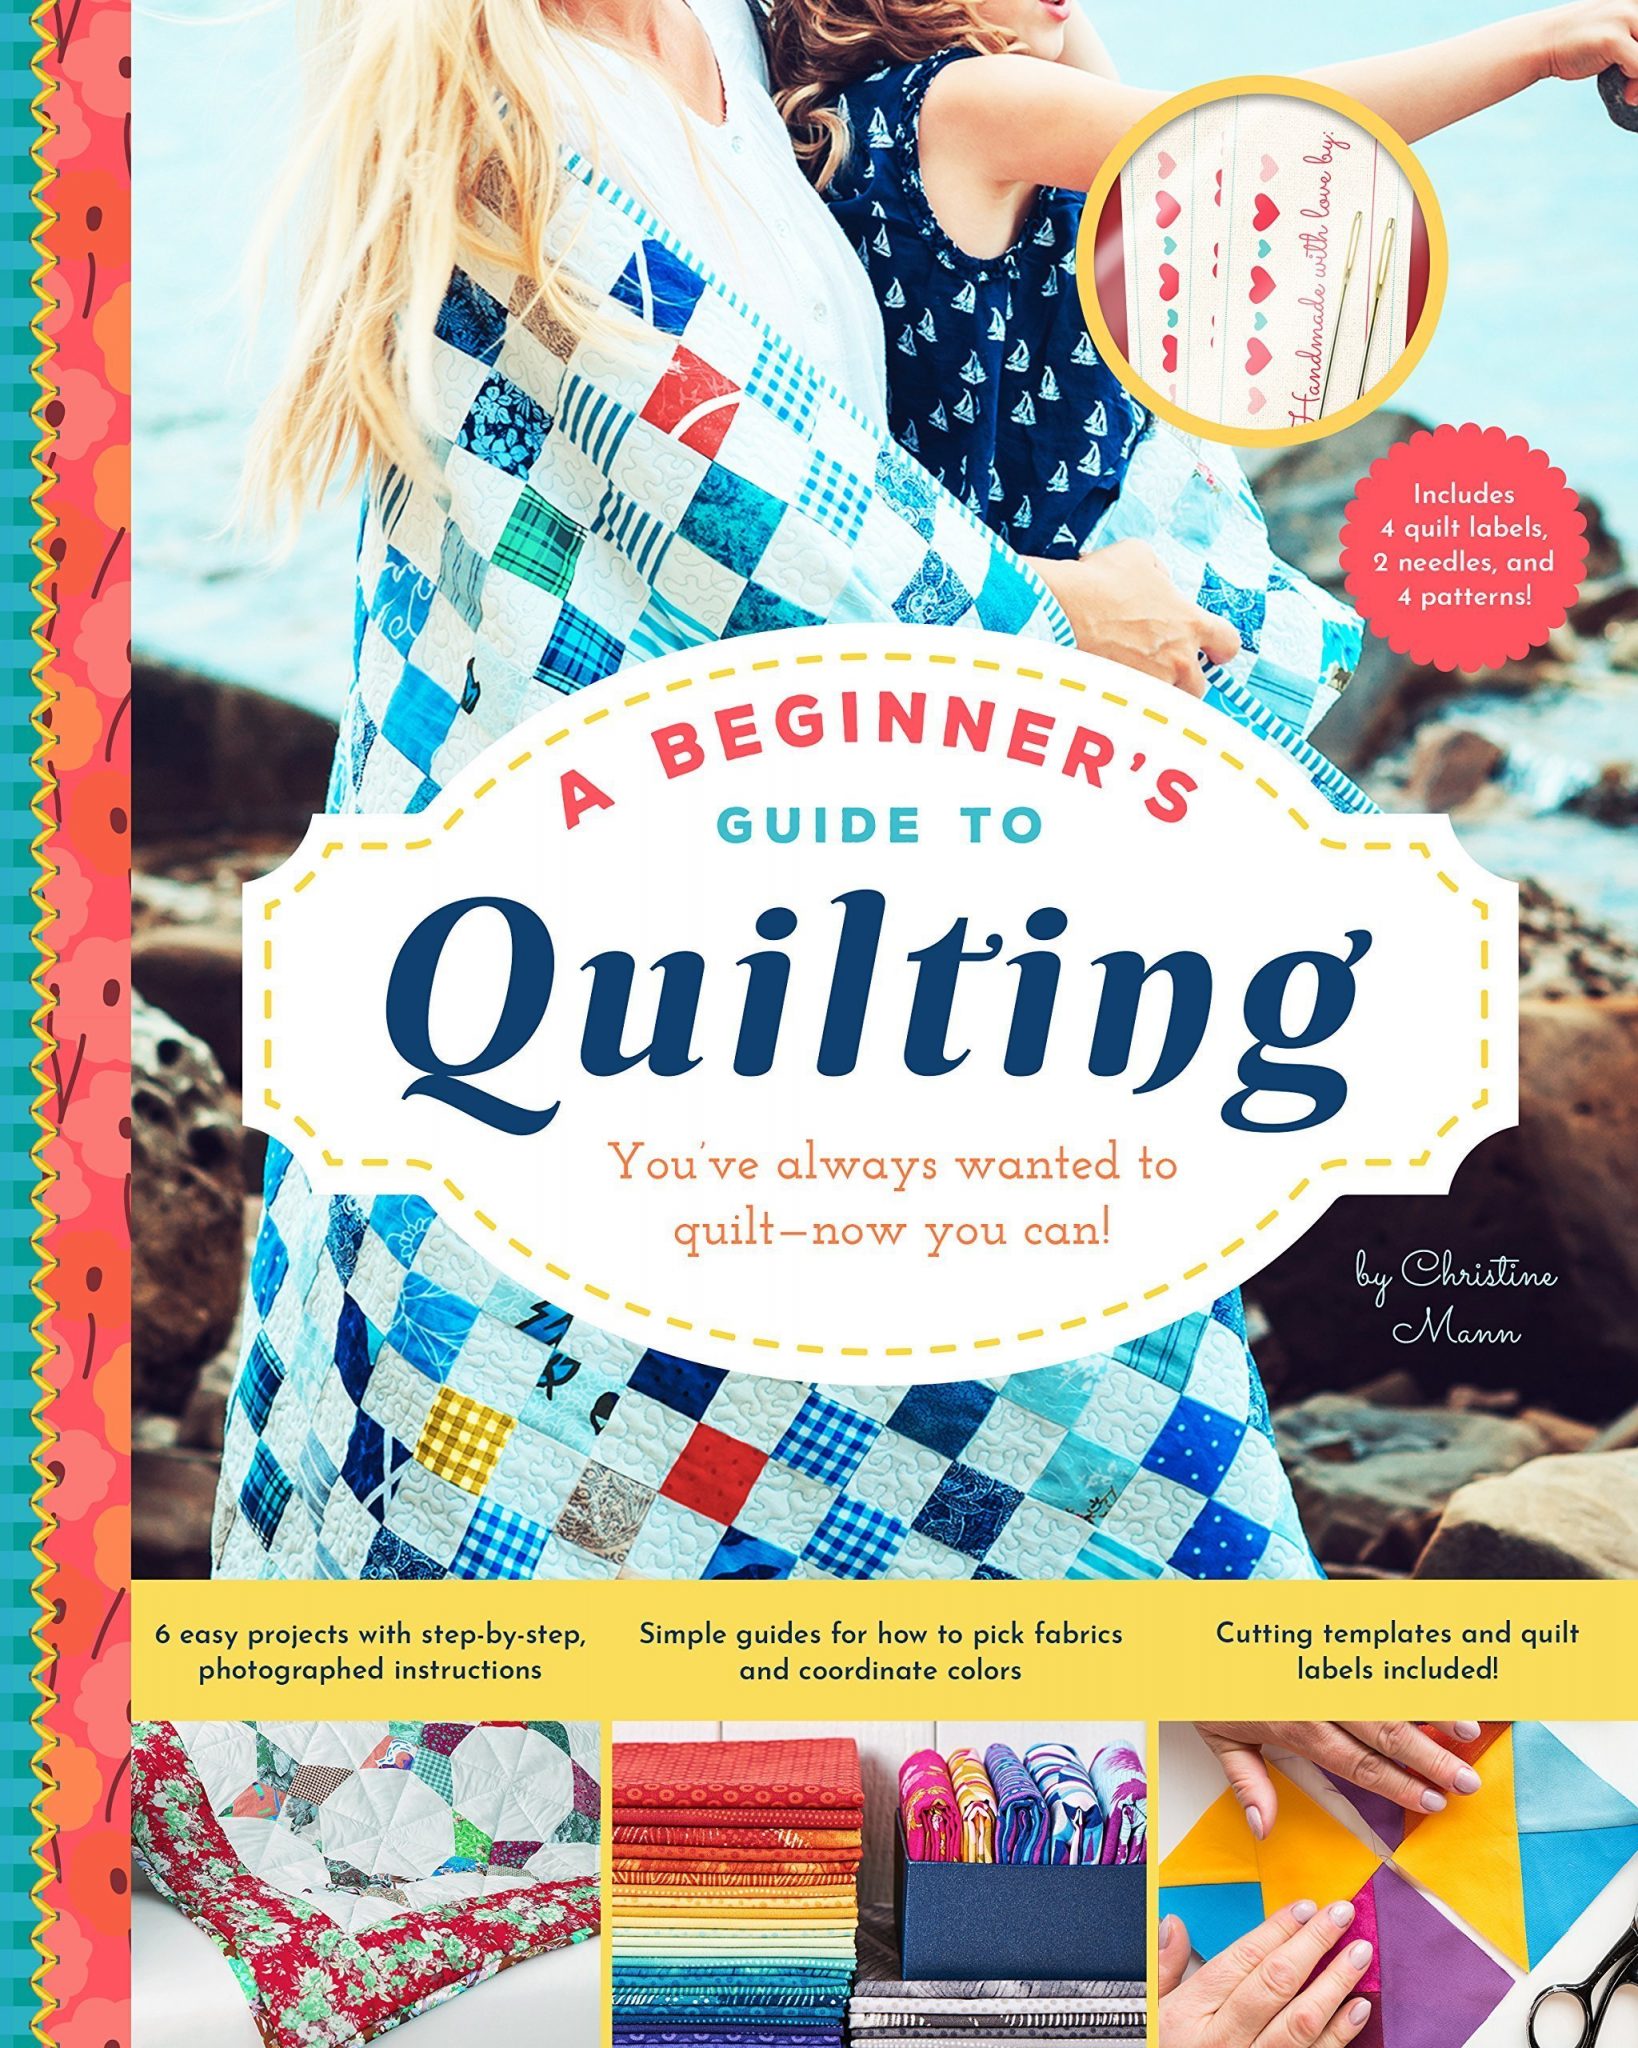 Handmade with love by:
Includes
4 quilt labels,
2 needles, and
4 patterns!
A BEGINNER'S
GUIDE TO
Quilting
You've always wanted to
quilt—now you can!
by Christine
Mann
6 easy projects with step-by-step,
photographed instructions
Simple guides for how to pick fabrics
and coordinate colors
Cutting templates and quilt
labels included!